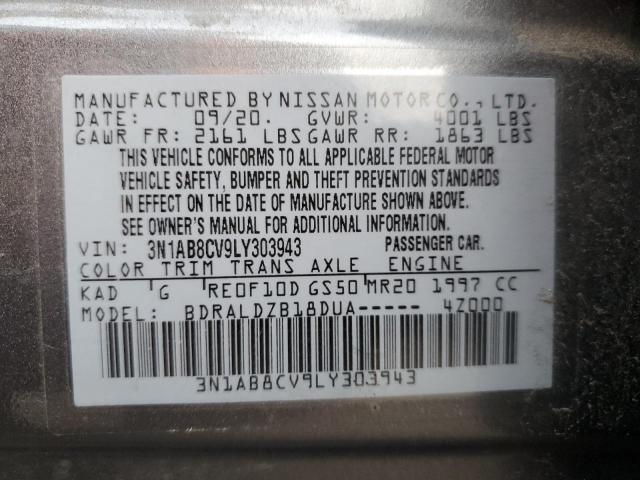 MANUFACTURED BY NISSAN MOTOR CO., LTD.
DATE: 09/20. GVWR: 4001 LBS
GAWR FR: 2161 LBS GAWR RR: 1863 LBS
THIS VEHICLE CONFORMS TO ALL APPLICABLE FEDERAL MOTOR
VEHICLE SAFETY, BUMPER AND THEFT PREVENTION STANDARDS
IN EFFECT ON THE DATE OF MANUFACTURE SHOWN ABOVE.
SEE OWNER'S MANUAL FOR ADDITIONAL INFORMATION.
VIN: 3N1AB8CV9LY303943 PASSENGER CAR.
COLOR TRIM TRANS AXLE ENGINE
KAD G RE0F10D GS50 MR20 1997 CC
MODEL: BDRALDZB18DUA----- 4Z000
3N1AB8CV9LY303943